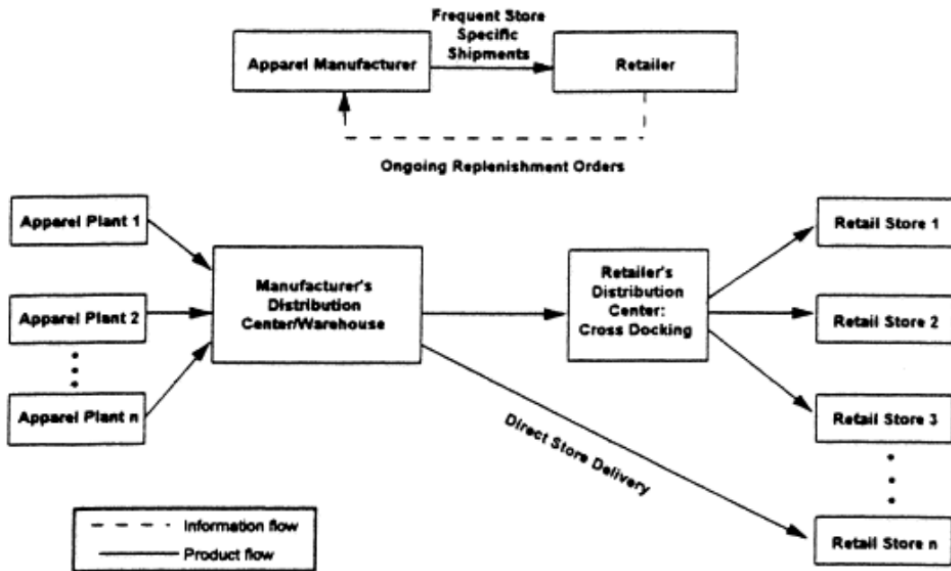 Frequent Store
Specific
Shipments
Apparel Manufacturer
Retailer
Ongoing Replenishment Orders
Apparel Plant 1
Apparel Plant 2
Apparel Plant n
Manufacturer's
Distribution
Center/Warehouse
Retailer's
Distribution
Center:
Cross Docking
Retail Store 1
Retail Store 2
Retail Store 3
Retail Store n
Direct Store Delivery
Information flow
Product flow